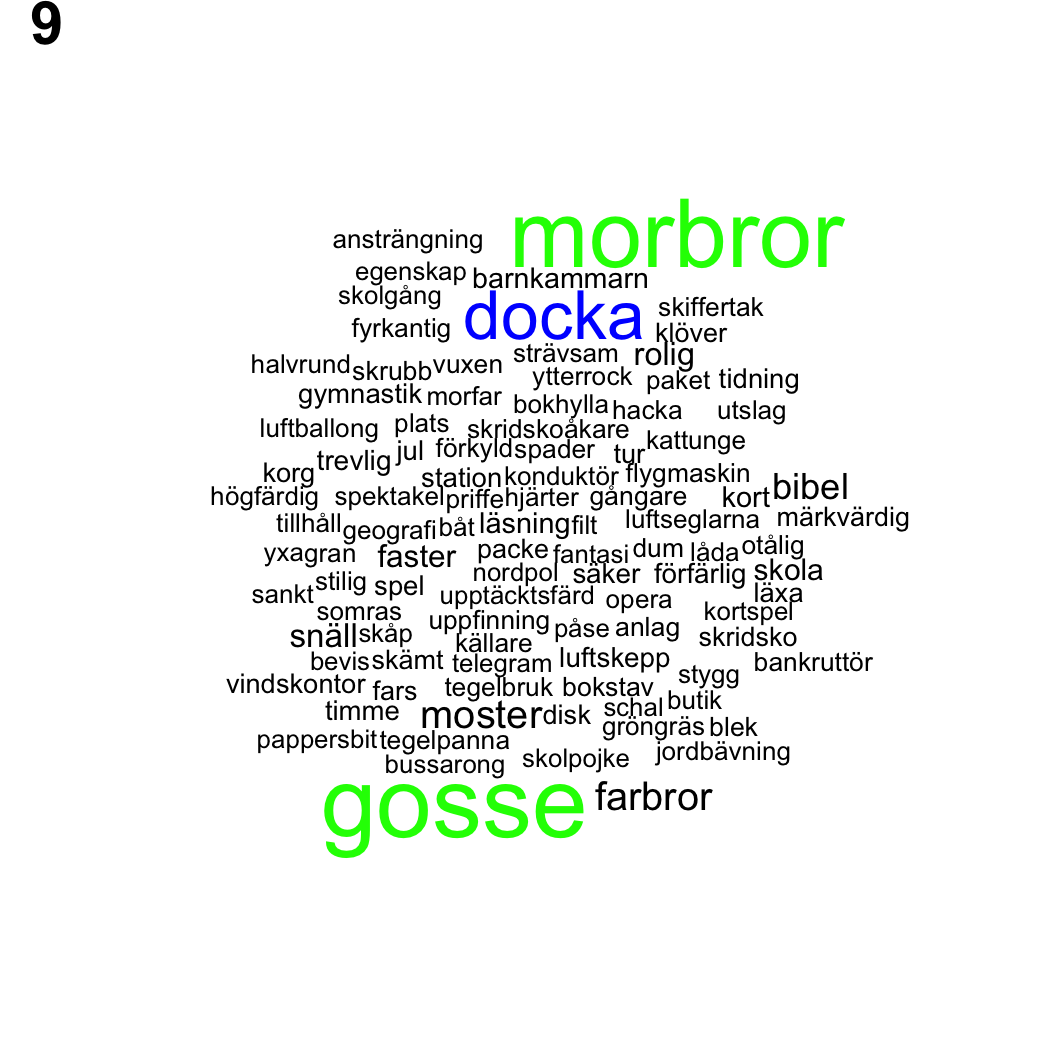 9
morbror
ansträngning
egenskap barnkammarn
skolgång docka skiffertak
fyrkantig klöver
halvrund skrubb vuxen strävsam rolig
ytterrock paket tidning
gymnastik morfar bokhylla hacka utslag
luftballong plats skridskoåkare kattunge
trevlig jul förkyld spader tur
korg station konduktör flygmaskin bibel
högfärdig spektakel priffe hjärter gångare kort
tillhåll geografi båt läsning filt luftseglarna märkvärdig
yxagran faster packe fantasi dum låda otålig
nordpol säker förfärlig skola
sankt stilig spel upptäcktsfärd opera läxa
somras uppfinning kortspel
snäll skåp källare påse anlag skridsko
bevis skämt telegram luftskepp bankruttör
vindskontor fars tegelbruk bokstav stygg
timme moster disk schal butik
gröngräs blek
pappersbit tegelpanna jordbävning
bussarong skolpojke
gosse farbror